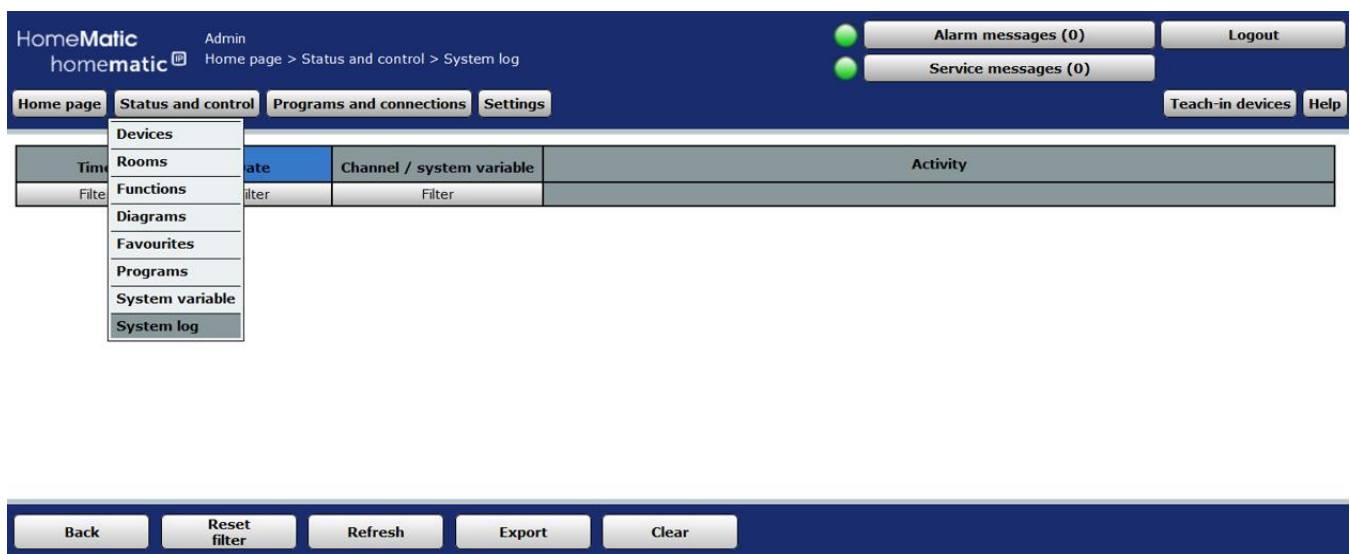 HomeMatic
homematic IP
Admin
Home page > Status and control > System log
Alarm messages (0)
Logout
Service messages (0)
Home page Status and control Programs and connections Settings
Teach-in devices Help
Devices
Rooms
Functions
Diagrams
Favourites
Programs
System variable
System log
Channel / system variable Activity
Filter
Back Reset filter Refresh Export Clear